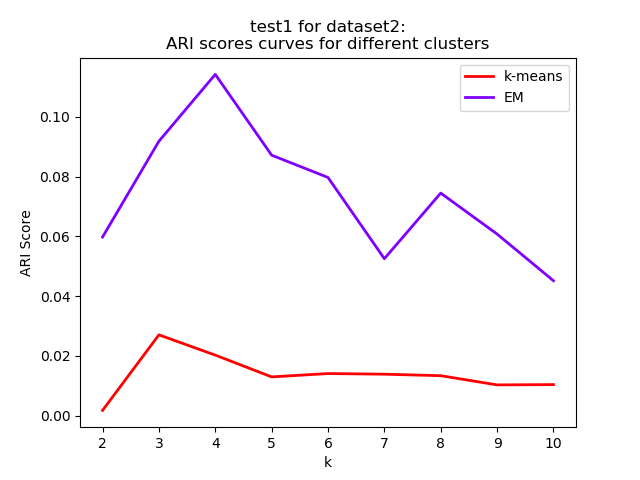 test1 for dataset2:
ARI scores curves for different clusters
k-means
EM
0.10
0.08
0.06
0.04
0.02
0.00
ARI Score
2 3 4 5 6 7 8 9 10
k